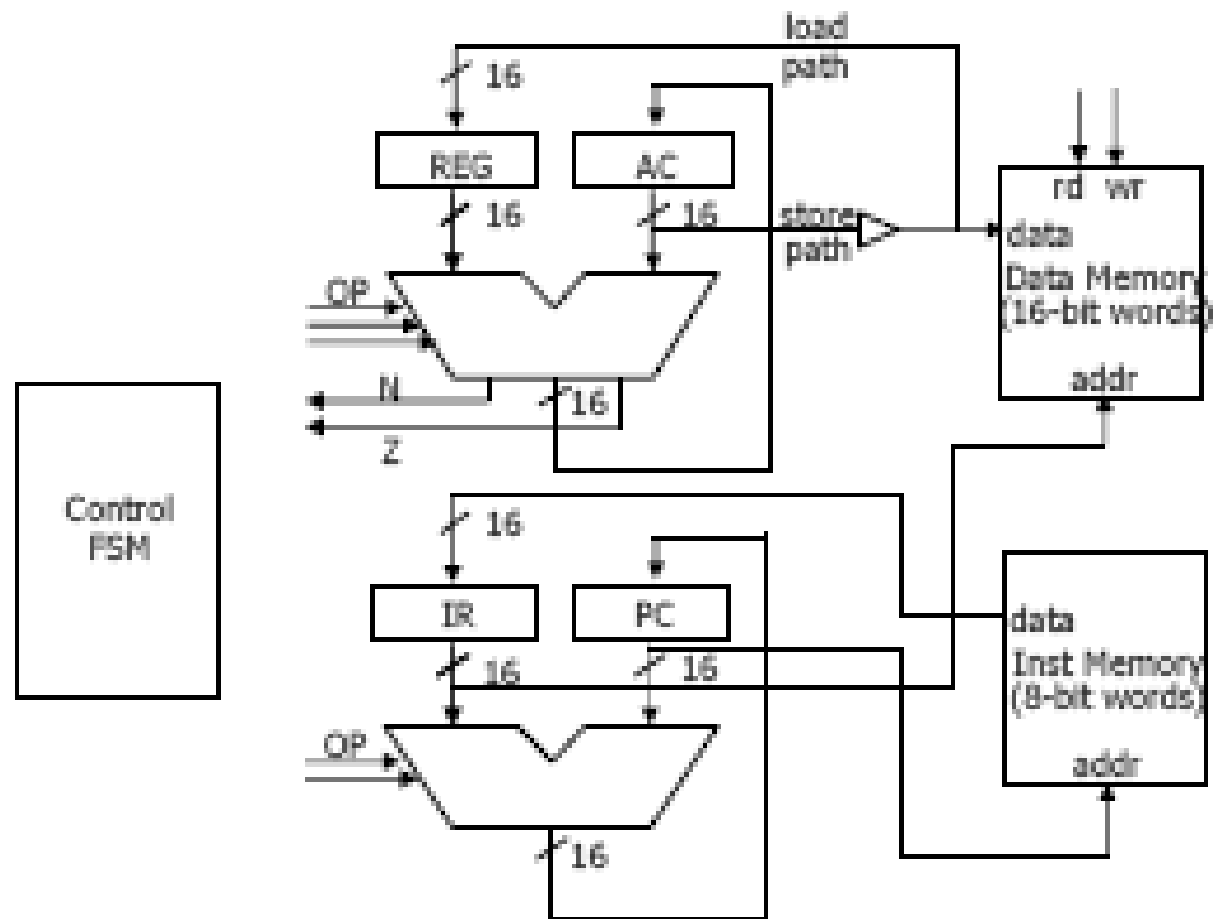 load
path
16
REG
AC
16
16
store
path
rd wr
data
Data Memory
(16-bit words)
addr
OP
N
16
Z
Control
FSM
16
IR
PC
16
16
data
Inst Memory
(8-bit words)
addr
OP
16